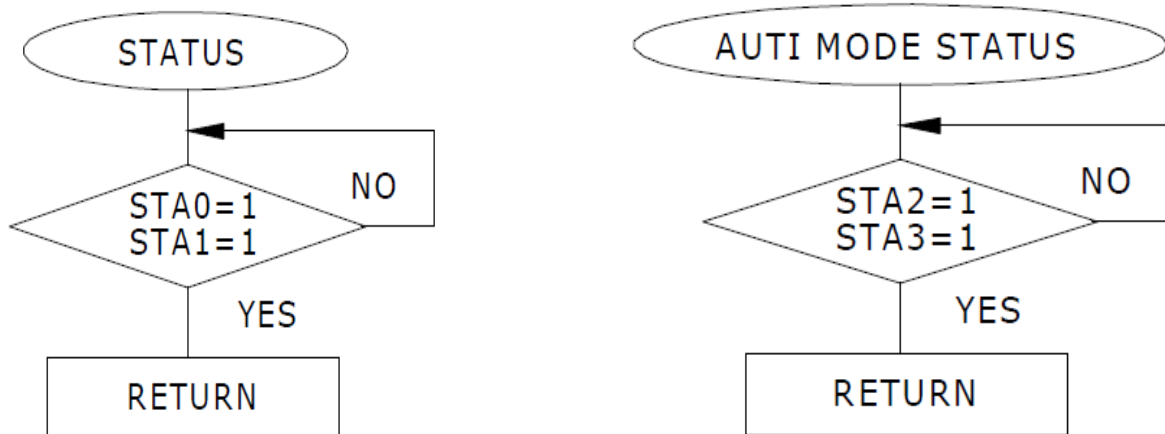 STATUS
NO
STA0=1
STA1=1
YES
RETURN
AUTI MODE STATUS
NO
STA2=1
STA3=1
YES
RETURN